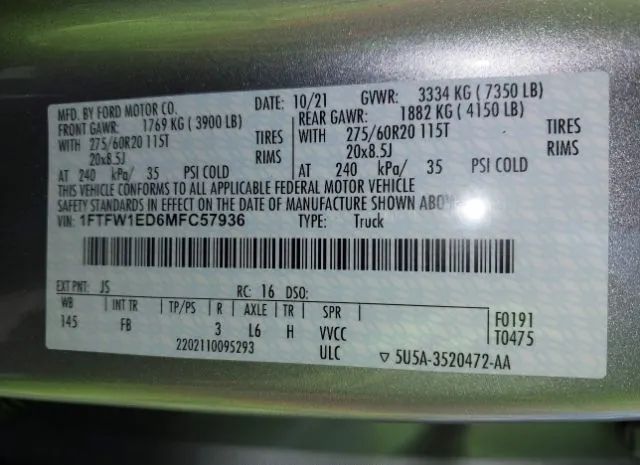 MFD. BY FORD MOTOR CO.
DATE: 10/21 GVWR: 3334 KG ( 7350 LB)
FRONT GAWR: 1769 KG ( 3900 LB)
REAR GAWR: 1882 KG ( 4150 LB)
WITH 275/60R20 115T TIRES
WITH 275/60R20 115T TIRES
20x8.5J RIMS
20x8.5J RIMS
AT 240 kPa/ 35 PSI COLD
AT 240 kPa/ 35 PSI COLD
THIS VEHICLE CONFORMS TO ALL APPLICABLE FEDERAL MOTOR VEHICLE
SAFETY STANDARDS IN EFFECT ON THE DATE OF MANUFACTURE SHOWN ABOVE
VIN: 1FTFW1ED6MFC57936 TYPE: Truck
EXT PNT: JS RC: 16 DSO:
WB INT TR TP/PS R AXLE TR SPR
145 FB 3 L6 H VVCC
F0191
T0475
2202110095293 ULC ▽ 5U5A-3520472-AA